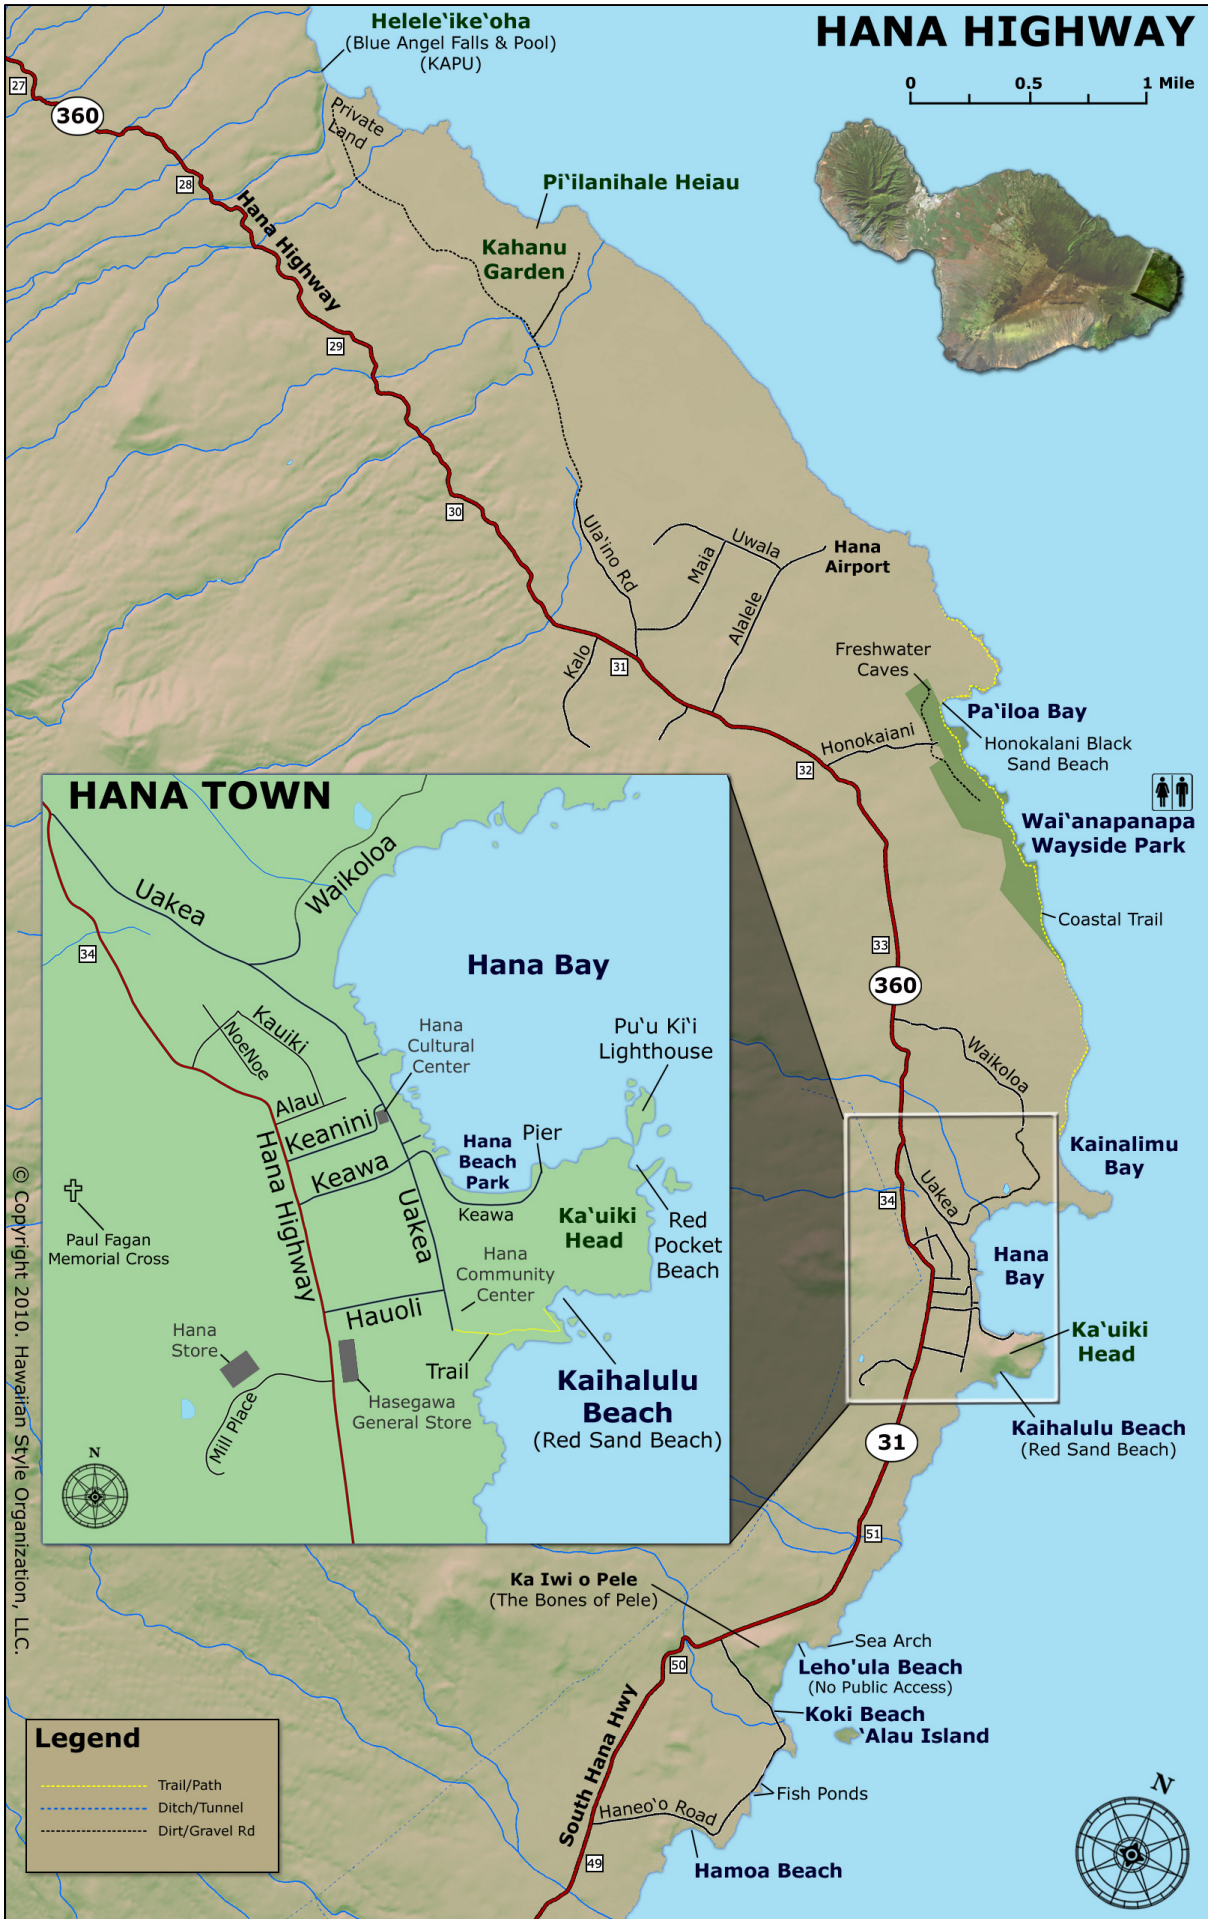 HANA HIGHWAY
0 0.5 1 Mile
Helele‘ike‘oha
(Blue Angel Falls & Pool)
(KAPU)
27
360
Private
Land
28
Hana Highway
Pi‘ilanihale Heiau
Kahanu
Garden
29
30
Ula‘ino Rd
Maia
Uwala
Alalele
Hana
Airport
Kalo
31
Freshwater
Caves
Pa‘iloa Bay
Honokalani Black
Sand Beach
Honokaiani
32
Wai‘anapanapa
Wayside Park
Coastal Trail
33
360
Waikoloa
Kainalimu
Bay
34
Uakea
Hana
Bay
Ka‘uiki
Head
Kaihalulu Beach
(Red Sand Beach)
31
51
HANA TOWN
Uakea
Waikoloa
34
Hana Bay
Kauiki
NoeNoe
Hana
Cultural
Center
Pu‘u Ki‘i
Lighthouse
Alau
Keanini
Keawa
Hana Highway
Uakea
Hana
Beach
Park
Pier
Keawa
Ka‘uiki
Head
Red
Pocket
Beach
Paul Fagan
Memorial Cross
Hana
Community
Center
Hauoli
Hana
Store
Trail
Kaihalulu
Beach
(Red Sand Beach)
Hasegawa
General Store
Mill Place
N
© Copyright 2010. Hawaiian Style Organization, LLC.
Ka Iwi o Pele
(The Bones of Pele)
Sea Arch
Leho'ula Beach
(No Public Access)
50
Koki Beach
‘Alau Island
South Hana Hwy
Fish Ponds
Haneo‘o Road
Hamoa Beach
49
Legend
Trail/Path
Ditch/Tunnel
Dirt/Gravel Rd
N